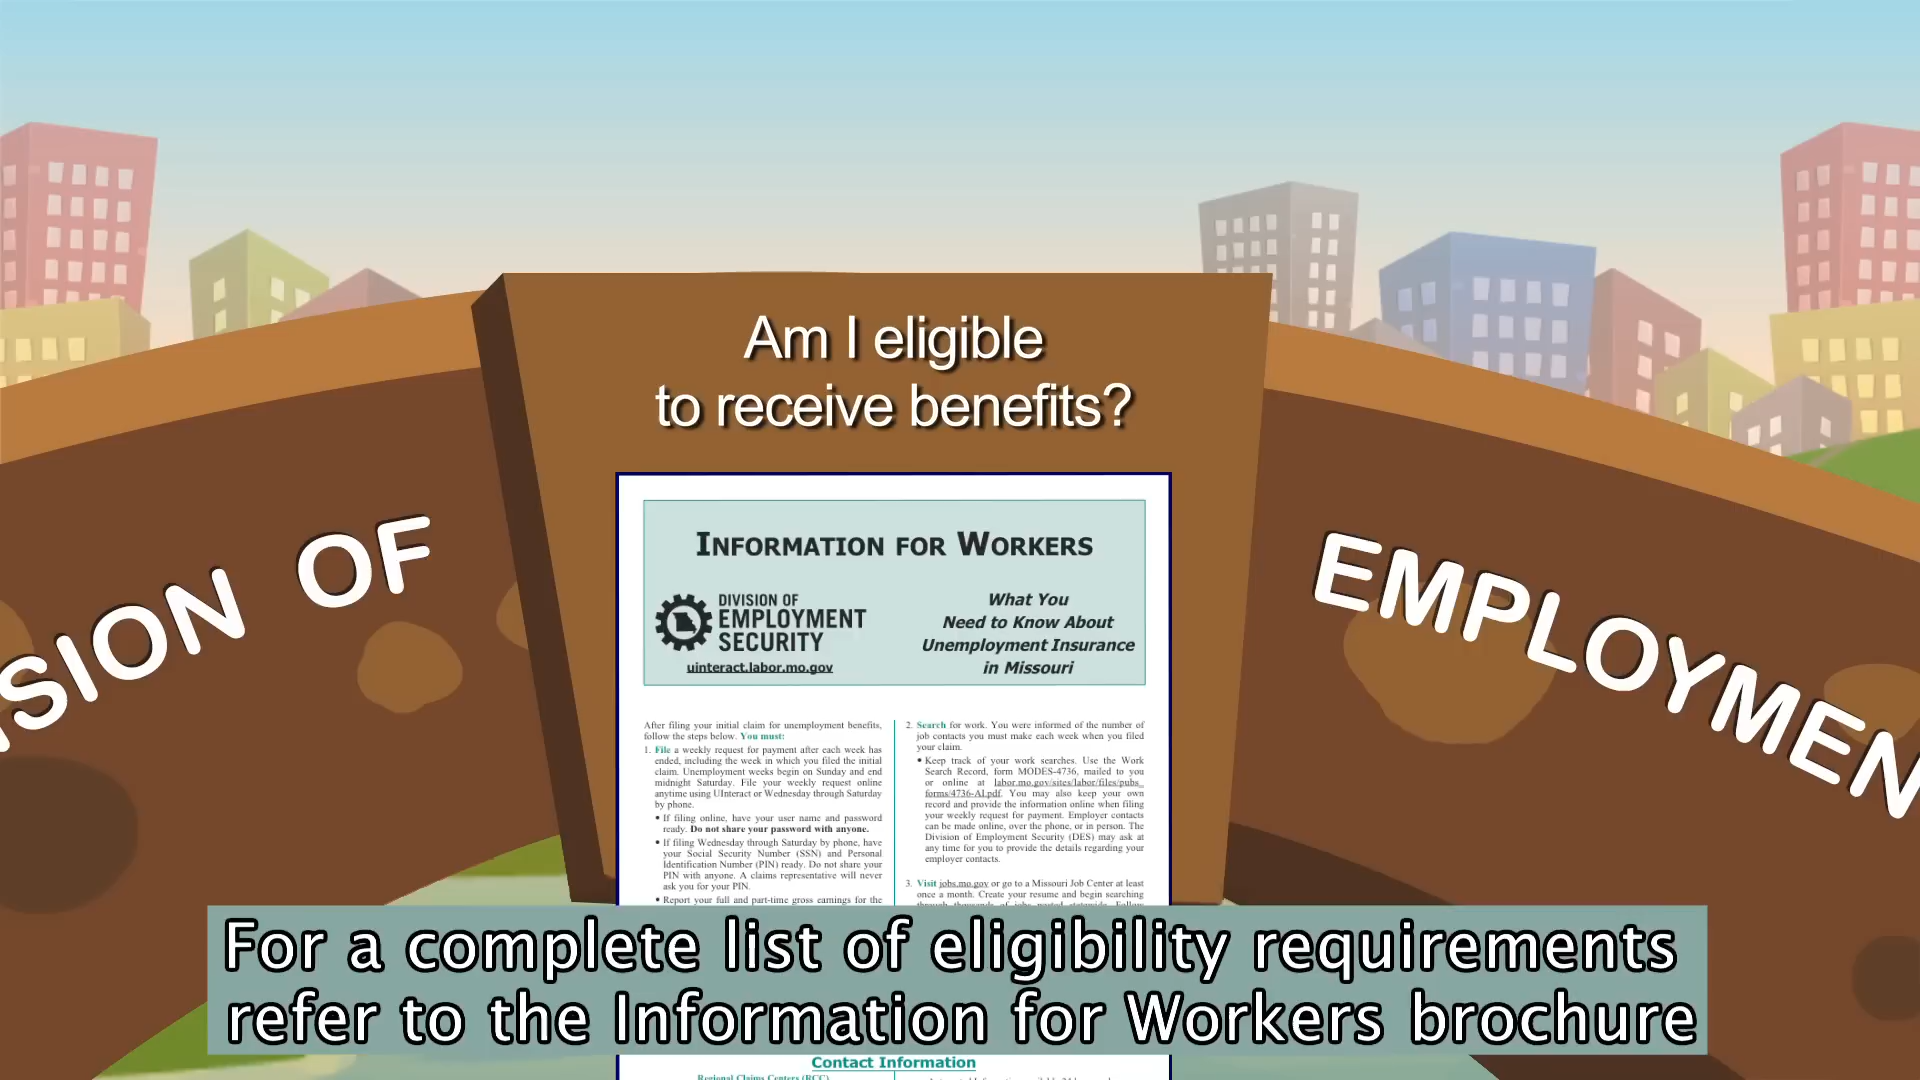 Am I eligible
to receive benefits?
SION OF
EMPLOYMEN
INFORMATION FOR WORKERS
DIVISION OF
EMPLOYMENT
SECURITY
uinteract.labor.mo.gov
What You
Need to Know About
Unemployment Insurance
in Missouri
After filing your initial claim for unemployment benefits,
follow the steps below. You must:
1. File a weekly request for payment after each week has
ended, including the week in which you filed the initial
claim. Unemployment weeks begin on Sunday and end
midnight Saturday. File your weekly request online
anytime using UInteract or Wednesday through Saturday
by phone.
• If filing online, have your user name and password
ready. Do not share your password with anyone.
• If filing Wednesday through Saturday by phone, have
your Social Security Number (SSN) and Personal
Identification Number (PIN) ready. Do not share your
PIN with anyone. A claims representative will never
ask you for your PIN.
• Report your full and part-time gross earnings for the
2. Search for work. You were informed of the number of
job contacts you must make each week when you filed
your claim.
• Keep track of your work searches. Use the Work
Search Record, form MODES-4736, mailed to you
or online at labor.mo.gov/sites/labor/files/pubs_
forms/4736-AI.pdf. You may also keep your own
record and provide the information online when filing
your weekly request for payment. Employer contacts
can be made online, over the phone, or in person. The
Division of Employment Security (DES) may ask at
any time for you to provide the details regarding your
employer contacts.
3. Visit jobs.mo.gov or go to a Missouri Job Center at least
once a month. Create your resume and begin searching
For a complete list of eligibility requirements
refer to the Information for Workers brochure
Contact Information
Regional Claims Centers (RCC)